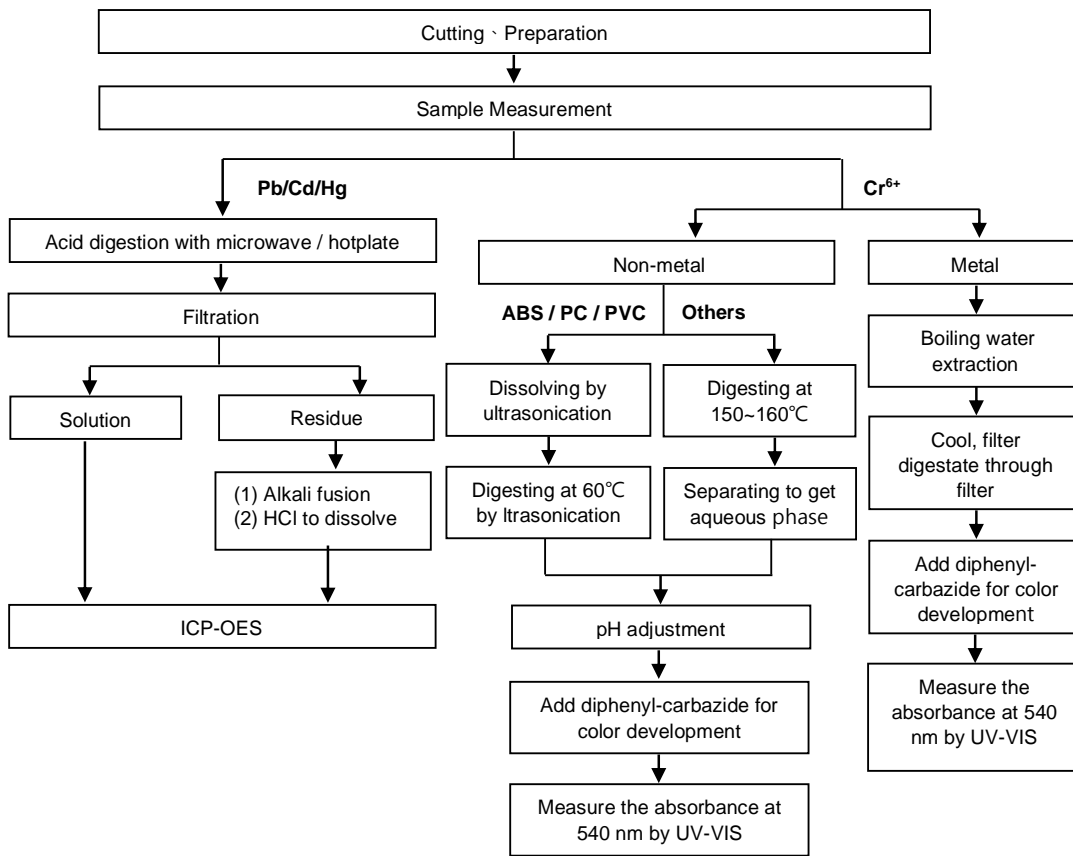 Cutting、Preparation
Sample Measurement
Pb/Cd/Hg
Cr⁶⁺
Acid digestion with microwave / hotplate
Non-metal
Metal
Filtration
ABS / PC / PVC
Others
Boiling water
extraction
Solution
Residue
Dissolving by
ultrasonication
Digesting at
150~160℃
Cool, filter
digestate through
filter
(1) Alkali fusion
(2) HCl to dissolve
Digesting at 60℃
by ltrasonication
Separating to get
aqueous phase
Add diphenyl-
carbazide for color
development
ICP-OES
pH adjustment
Add diphenyl-carbazide for
color development
Measure the
absorbance at 540
nm by UV-VIS
Measure the absorbance at
540 nm by UV-VIS